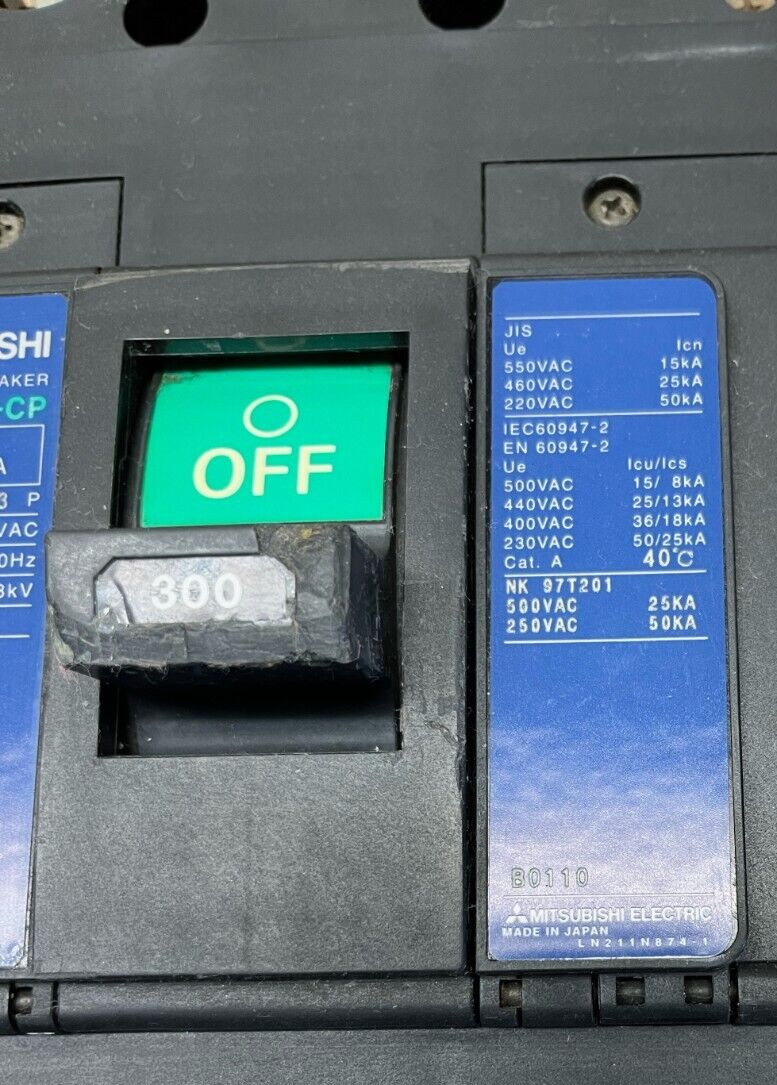 SHI
AKER
-CP
A
3 P
VAC
0Hz
8kV
OFF
300
JIS
Ue Icn
550VAC 15kA
460VAC 25kA
220VAC 50kA
IEC60947-2
EN 60947-2
Ue Icu/Ics
500VAC 15/ 8kA
440VAC 25/13kA
400VAC 36/18kA
230VAC 50/25kA
Cat. A 40°C
NK 97T201
500VAC 25KA
250VAC 50KA
B0110
MITSUBISHI ELECTRIC
MADE IN JAPAN
LN211N874-1